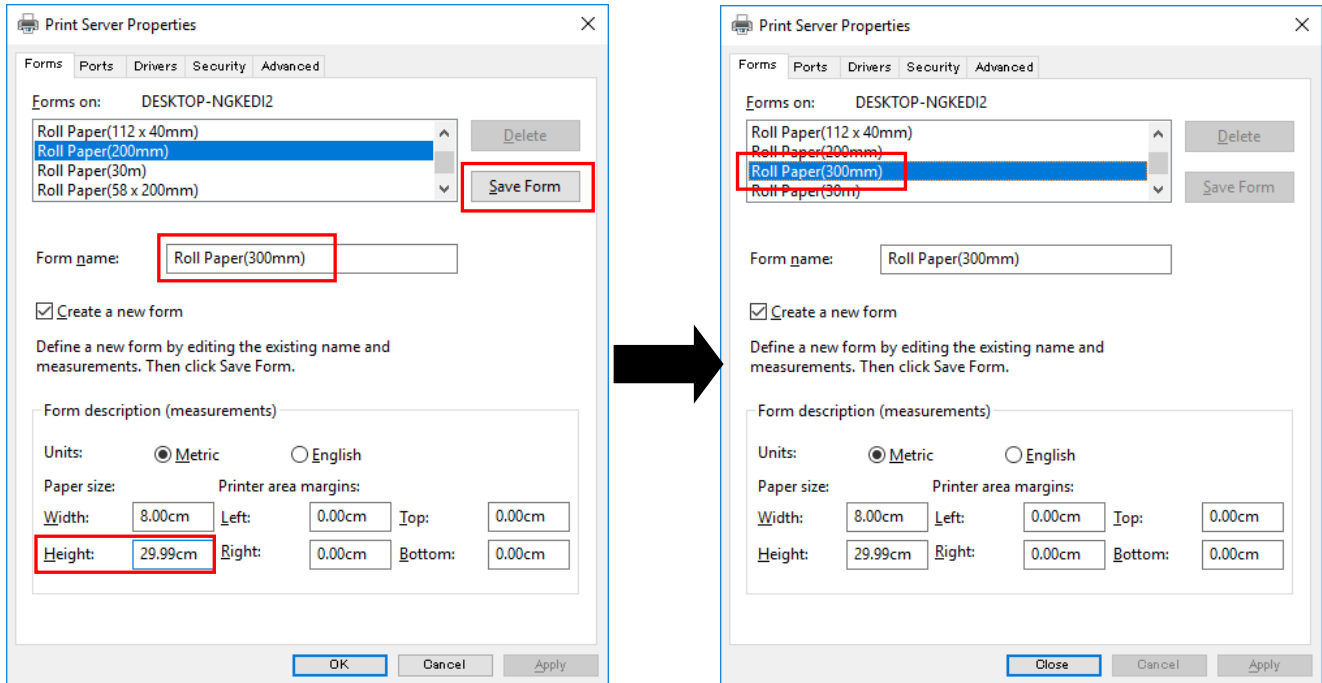 Print Server Properties
Forms Ports Drivers Security Advanced
Forms on: DESKTOP-NGKEDI2
Roll Paper(112 x 40mm)
Roll Paper(200mm)
Roll Paper(30m)
Roll Paper(58 x 200mm)
Delete
Save Form
Form name: Roll Paper(300mm)
Create a new form
Define a new form by editing the existing name and
measurements. Then click Save Form.
Form description (measurements)
Units: Metric English
Paper size: Printer area margins:
Width: 8.00cm Left: 0.00cm Top: 0.00cm
Height: 29.99cm Right: 0.00cm Bottom: 0.00cm
OK Cancel Apply
Print Server Properties
Forms Ports Drivers Security Advanced
Forms on: DESKTOP-NGKEDI2
Roll Paper(112 x 40mm)
Roll Paper(200mm)
Roll Paper(300mm)
Roll Paper(30m)
Delete
Save Form
Form name: Roll Paper(300mm)
Create a new form
Define a new form by editing the existing name and
measurements. Then click Save Form.
Form description (measurements)
Units: Metric English
Paper size: Printer area margins:
Width: 8.00cm Left: 0.00cm Top: 0.00cm
Height: 29.99cm Right: 0.00cm Bottom: 0.00cm
Close Cancel Apply